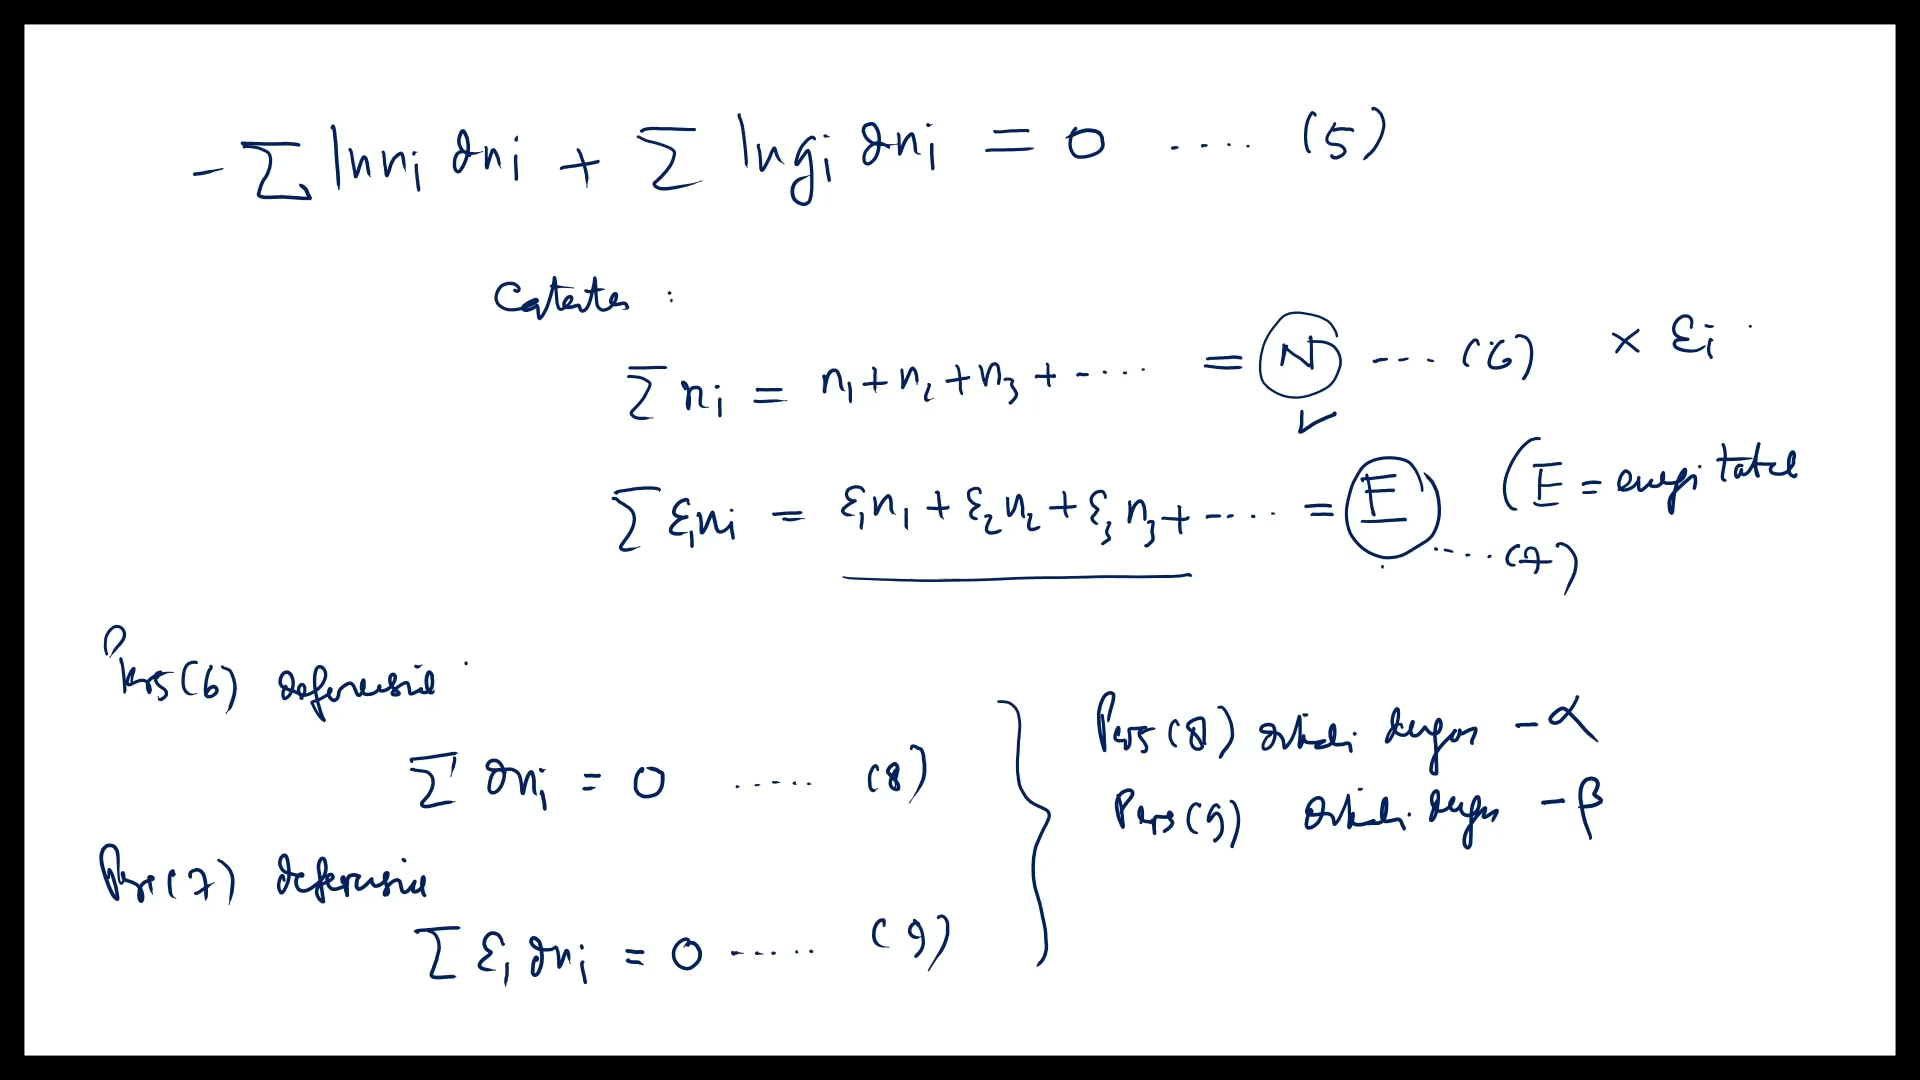 - Σ ln nᵢ ∂nᵢ + Σ ln gᵢ ∂nᵢ = 0 .... (5)
Catatan :
Σ nᵢ = n₁ + n₂ + n₃ + ..... = N ... (6) × εᵢ
Σ εᵢnᵢ = ε₁n₁ + ε₂n₂ + ε₃n₃ + ..... = E (E = energi total
.... (7)
Pers (6) deferensial
Σ ∂nᵢ = 0 ..... (8)
Pers (7) deferensial
Σ εᵢ ∂nᵢ = 0 ..... (9)
Pers (8) dikali dengan - α
Pers (9) dikali dengan - β